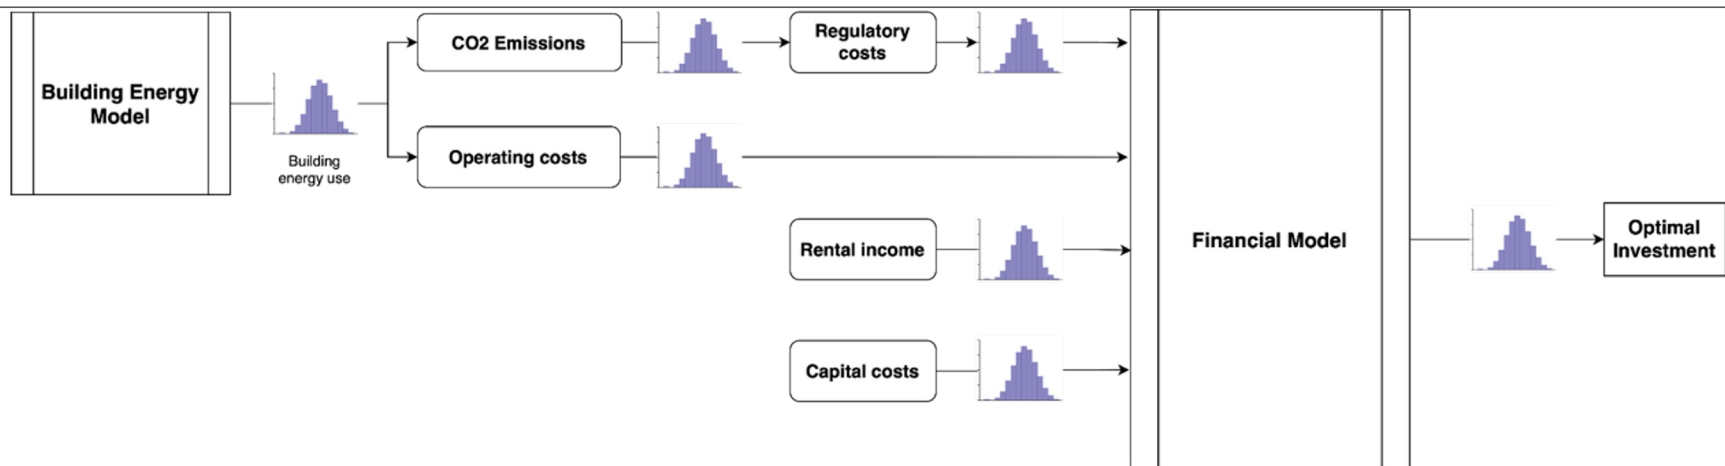 Building Energy
Model
Building
energy use
CO2 Emissions
Regulatory
costs
Operating costs
Rental income
Capital costs
Financial Model
Optimal
Investment